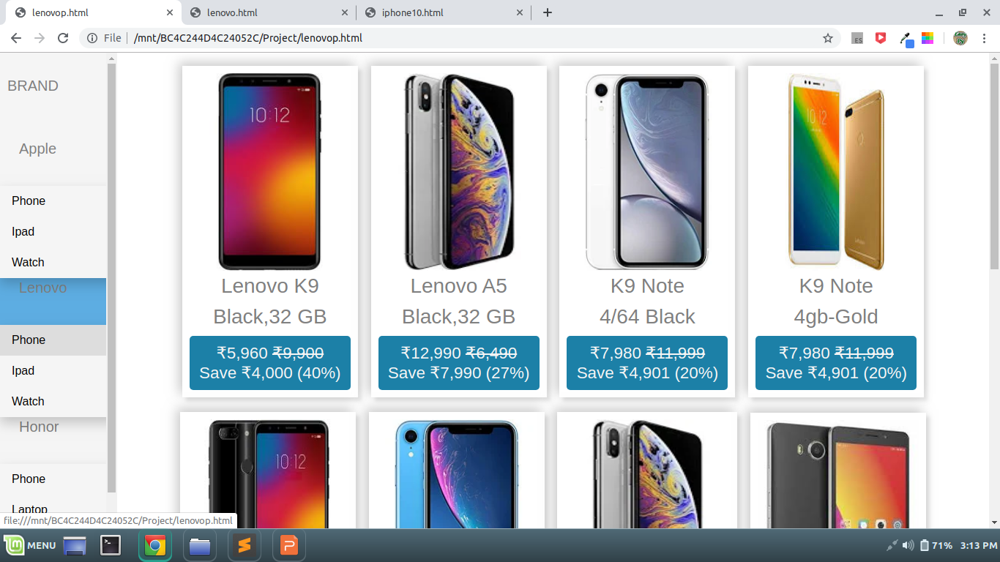 lenovop.html
lenovo.html
iphone10.html
File /mnt/BC4C244D4C24052C/Project/lenovop.html
ES
BRAND
Apple
Phone
Ipad
Watch
Lenovo
Phone
Ipad
Watch
Honor
Phone
Laptop
10:12
Lenovo K9
Black,32 GB
₹5,960 ₹9,900
Save ₹4,000 (40%)
Lenovo A5
Black,32 GB
₹12,990 ₹6,490
Save ₹7,990 (27%)
K9 Note
4/64 Black
₹7,980 ₹11,999
Save ₹4,901 (20%)
10:12
K9 Note
4gb-Gold
₹7,980 ₹11,999
Save ₹4,901 (20%)
10:12
file:///mnt/BC4C244D4C24052C/Project/lenovop.html
MENU
71%
3:13 PM